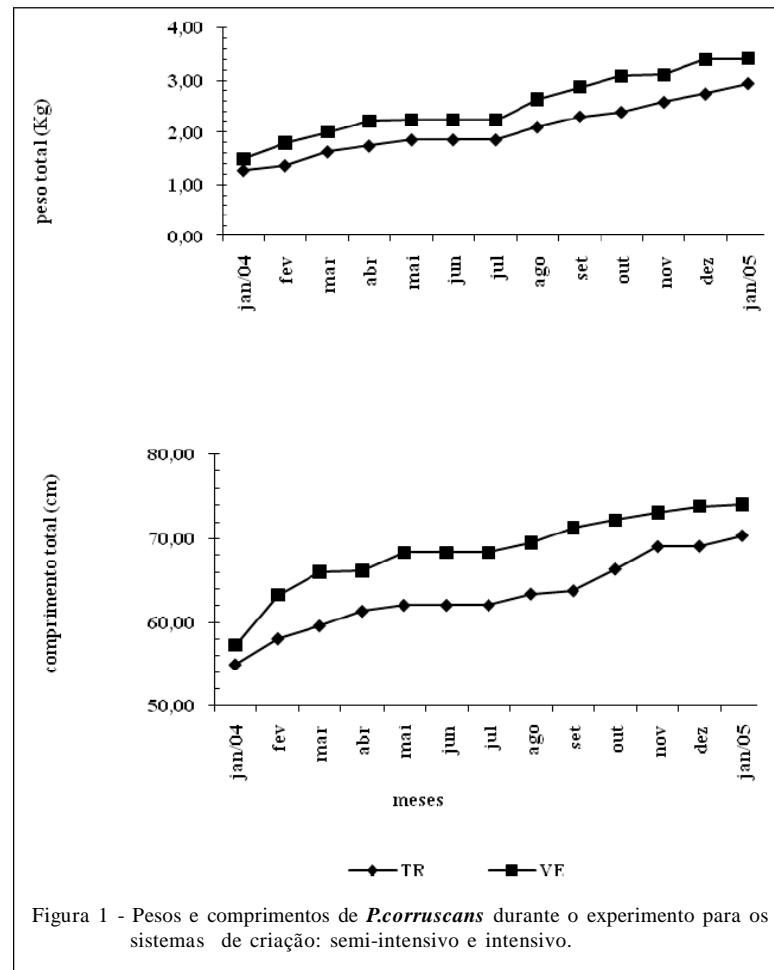 4,00
3,00
2,00
1,00
0,00
peso total (Kg)
jan/04
fev
mar
abr
mai
jun
jul
ago
set
out
nov
dez
jan/05
80,00
70,00
60,00
50,00
comprimento total (cm)
jan/04
fev
mar
abr
mai
jun
jul
ago
set
out
nov
dez
jan/05
meses
TR VE
Figura 1 - Pesos e comprimentos de P.corruscans durante o experimento para os
sistemas de criação: semi-intensivo e intensivo.